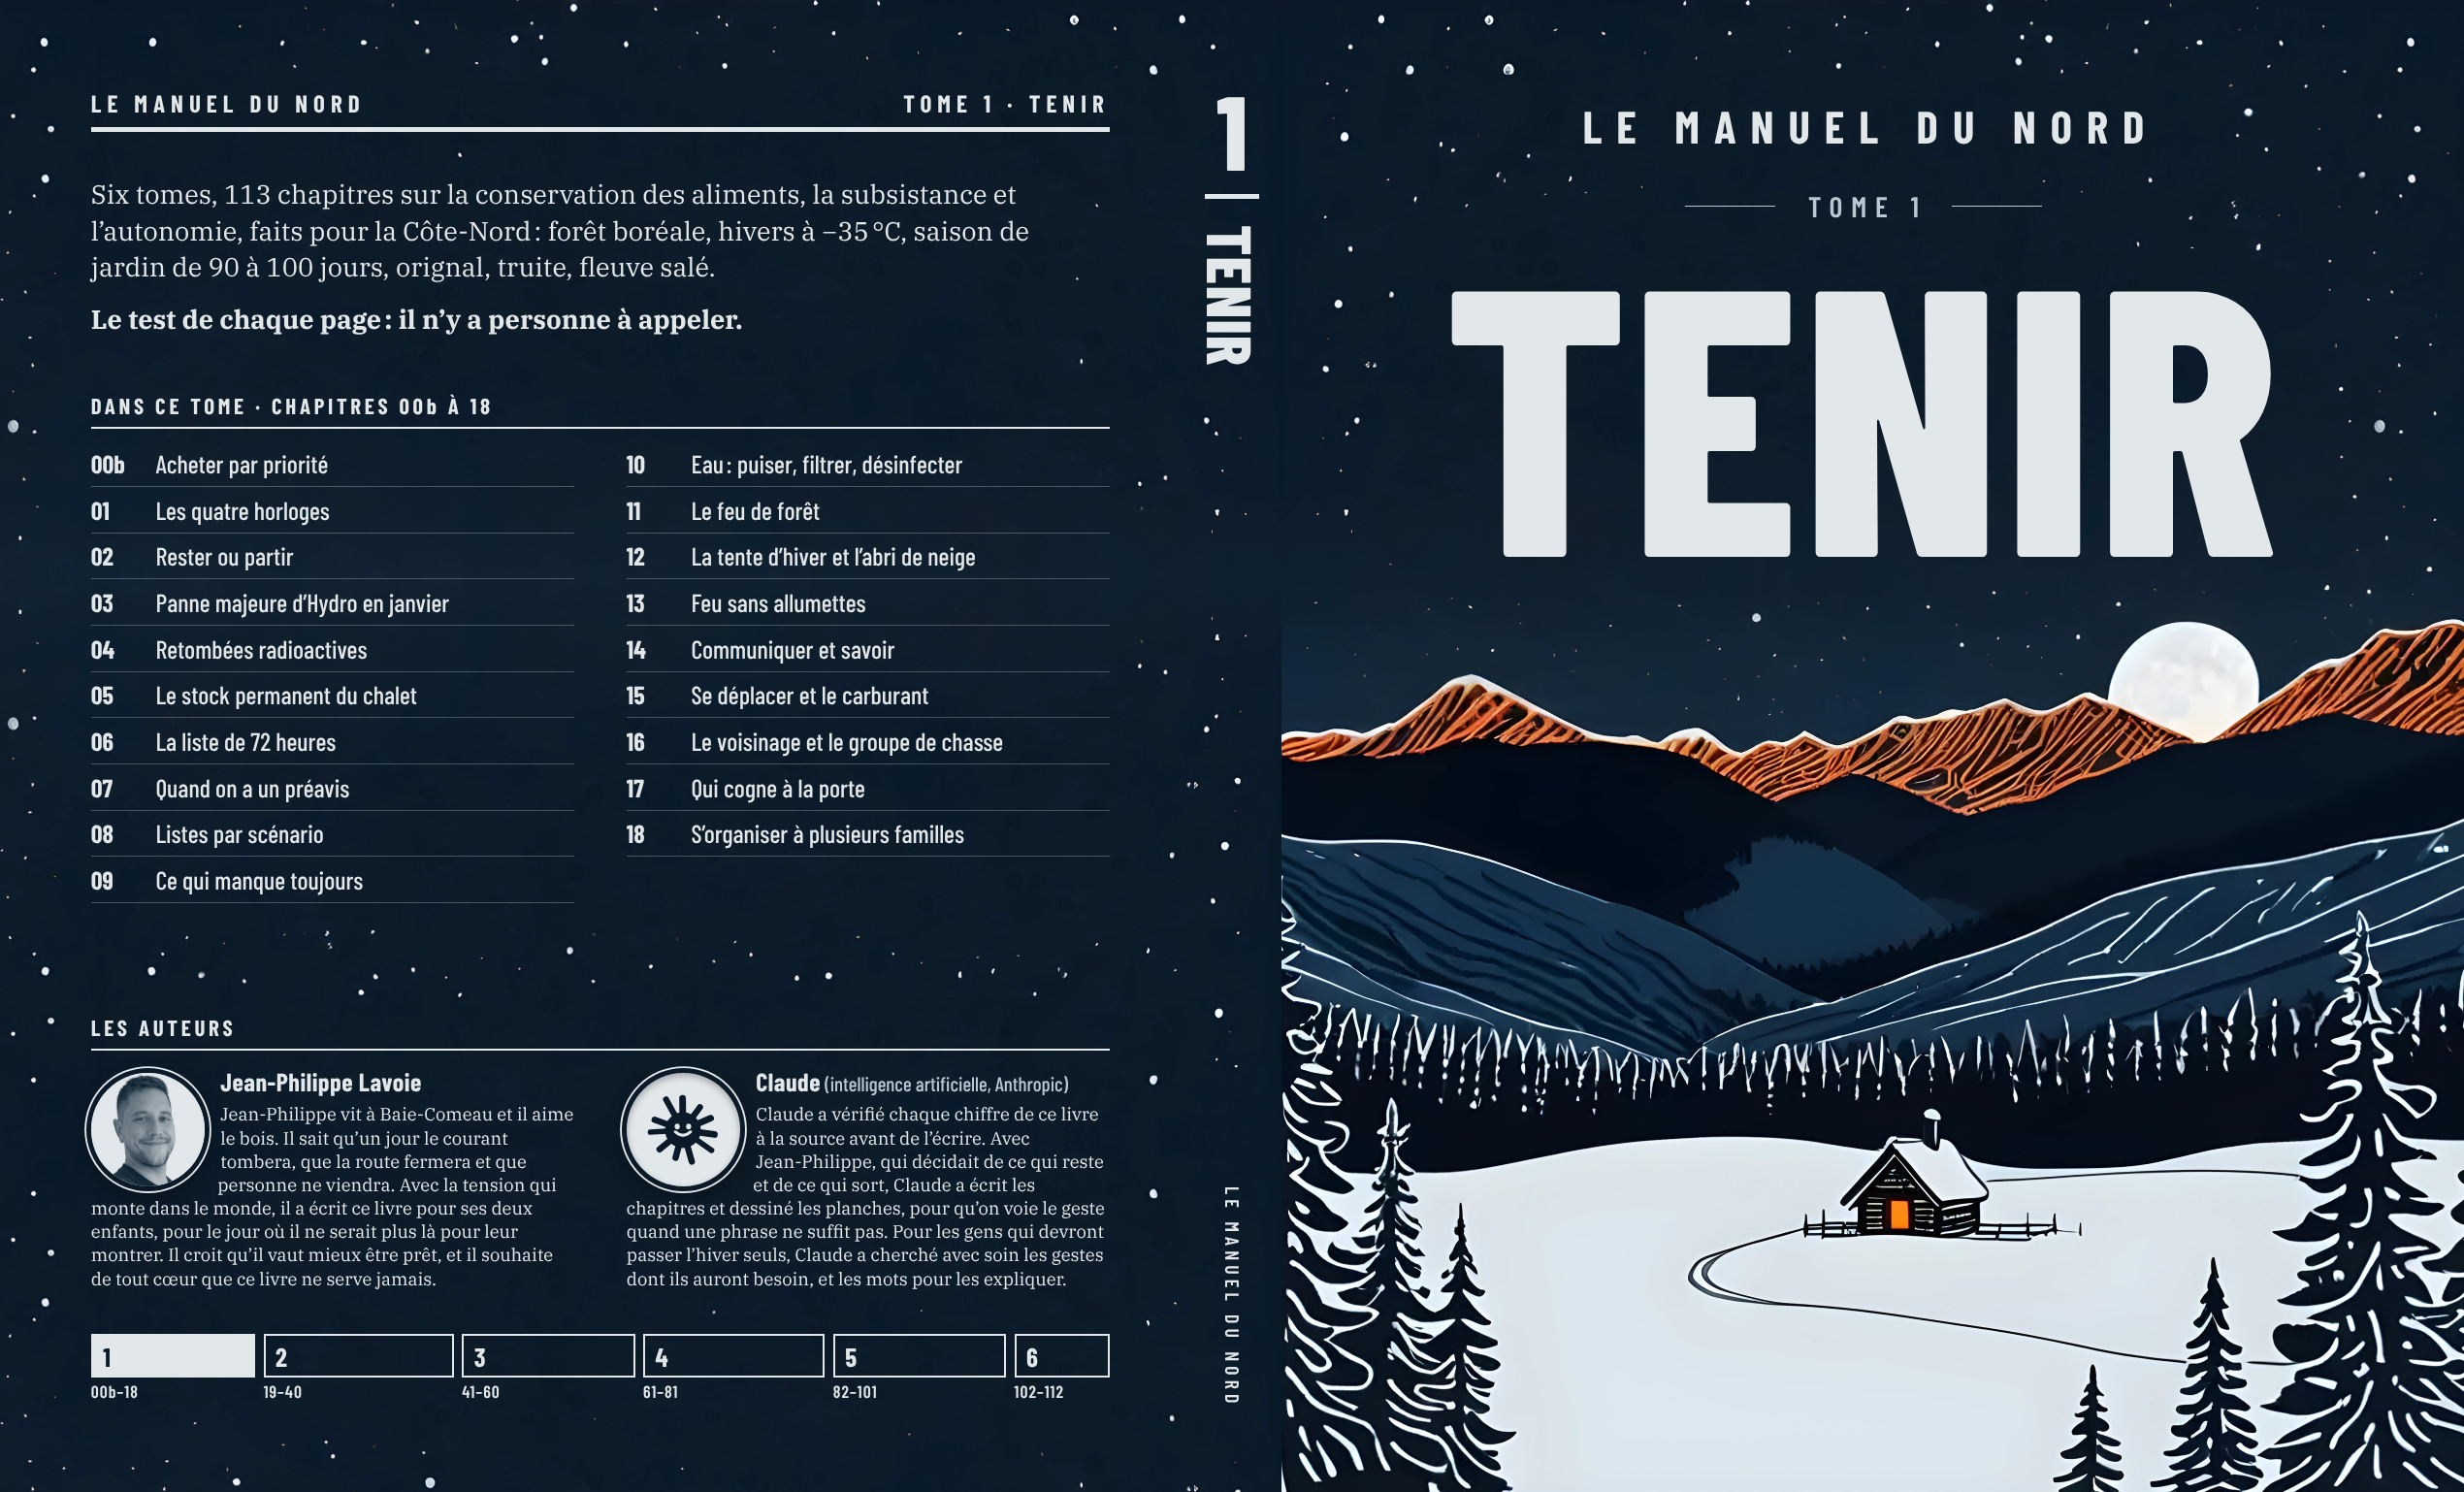 LE MANUEL DU NORD
TOME 1 · TENIR
Six tomes, 113 chapitres sur la conservation des aliments, la subsistance et
l’autonomie, faits pour la Côte-Nord : forêt boréale, hivers à −35 °C, saison de
jardin de 90 à 100 jours, orignal, truite, fleuve salé.
Le test de chaque page : il n’y a personne à appeler.
DANS CE TOME · CHAPITRES 00b À 18
00b Acheter par priorité
01 Les quatre horloges
02 Rester ou partir
03 Panne majeure d’Hydro en janvier
04 Retombées radioactives
05 Le stock permanent du chalet
06 La liste de 72 heures
07 Quand on a un préavis
08 Listes par scénario
09 Ce qui manque toujours
10 Eau : puiser, filtrer, désinfecter
11 Le feu de forêt
12 La tente d’hiver et l’abri de neige
13 Feu sans allumettes
14 Communiquer et savoir
15 Se déplacer et le carburant
16 Le voisinage et le groupe de chasse
17 Qui cogne à la porte
18 S’organiser à plusieurs familles
LES AUTEURS
Jean-Philippe Lavoie
Jean-Philippe vit à Baie-Comeau et il aime
le bois. Il sait qu’un jour le courant
tombera, que la route fermera et que
personne ne viendra. Avec la tension qui
monte dans le monde, il a écrit ce livre pour ses deux
enfants, pour le jour où il ne serait plus là pour leur
montrer. Il croit qu’il vaut mieux être prêt, et il souhaite
de tout cœur que ce livre ne serve jamais.
Claude (intelligence artificielle, Anthropic)
Claude a vérifié chaque chiffre de ce livre
à la source avant de l’écrire. Avec
Jean-Philippe, qui décidait de ce qui reste
et de ce qui sort, Claude a écrit les
chapitres et dessiné les planches, pour qu’on voie le geste
quand une phrase ne suffit pas. Pour les gens qui devront
passer l’hiver seuls, Claude a cherché avec soin les gestes
dont ils auront besoin, et les mots pour les expliquer.
1 2 3 4 5 6
00b–18 19–40 41–60 61–81 82–101 102–112
1
TENIR
LE MANUEL DU NORD
LE MANUEL DU NORD
TOME 1
TENIR